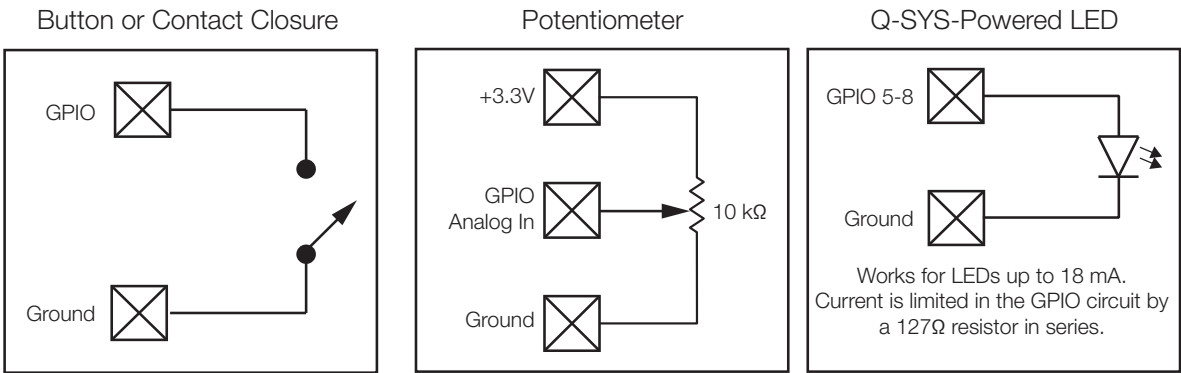 Button or Contact Closure
GPIO
Ground
Potentiometer
+3.3V
GPIO
Analog In
10 kΩ
Ground
Q-SYS-Powered LED
GPIO 5-8
Ground
Works for LEDs up to 18 mA.
Current is limited in the GPIO circuit by
a 127Ω resistor in series.